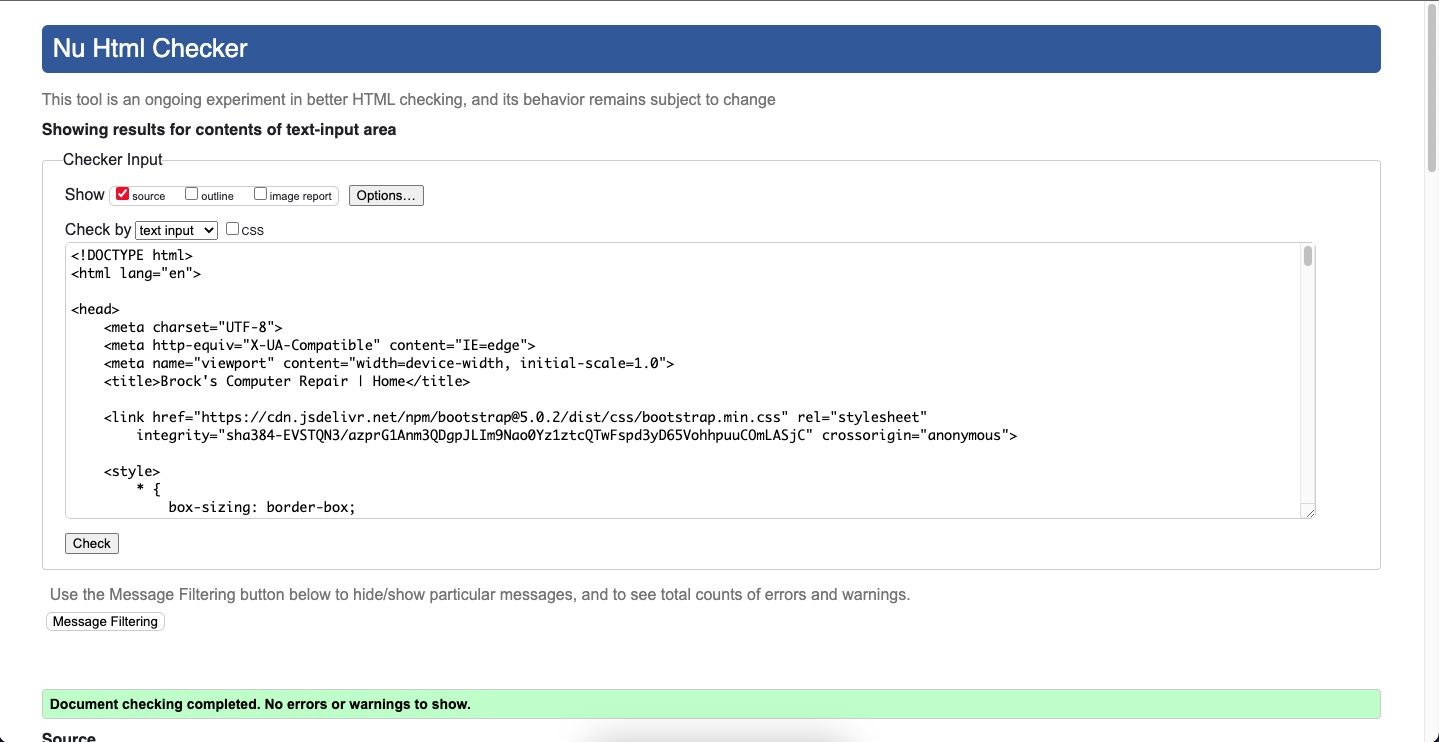 Nu Html Checker
This tool is an ongoing experiment in better HTML checking, and its behavior remains subject to change
Showing results for contents of text-input area
Checker Input
Show source outline image report Options…
Check by text input css
<!DOCTYPE html>
<html lang="en">
<head>
<meta charset="UTF-8">
<meta http-equiv="X-UA-Compatible" content="IE=edge">
<meta name="viewport" content="width=device-width, initial-scale=1.0">
<title>Brock's Computer Repair | Home</title>
<link href="https://cdn.jsdelivr.net/npm/bootstrap@5.0.2/dist/css/bootstrap.min.css" rel="stylesheet"
integrity="sha384-EVSTQN3/azprG1Anm3QDgpJLIm9Nao0Yz1ztcQTwFspd3yD65VohhpuuCOmLASjC" crossorigin="anonymous">
<style>
* {
box-sizing: border-box;
Check
Use the Message Filtering button below to hide/show particular messages, and to see total counts of errors and warnings.
Message Filtering
Document checking completed. No errors or warnings to show.
Source